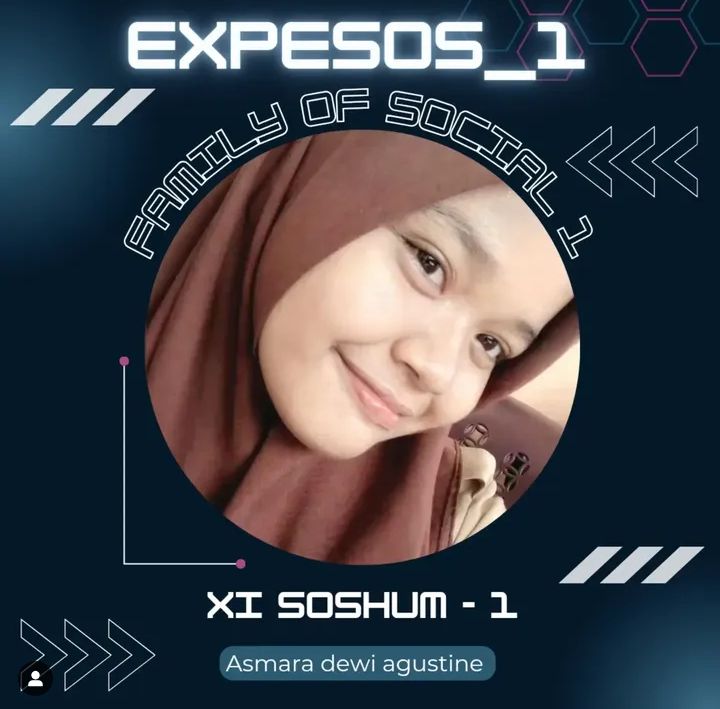 EXPESOS_1
FAMILY OF SOCIAL 1
XI SOSHUM - 1
Asmara dewi agustine